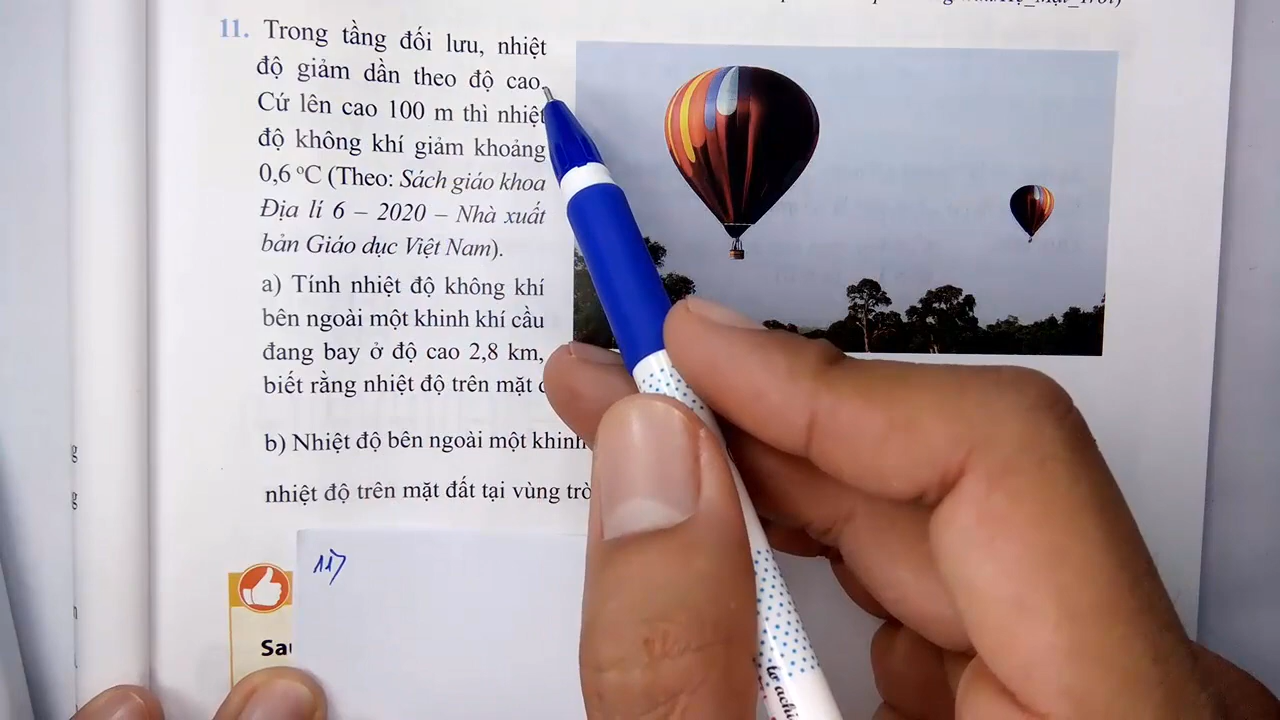 11. Trong tầng đối lưu, nhiệt
độ giảm dần theo độ cao.
Cứ lên cao 100 m thì nhiệt
độ không khí giảm khoảng
0,6 °C (Theo: Sách giáo khoa
Địa lí 6 – 2020 – Nhà xuất
bản Giáo dục Việt Nam).
a) Tính nhiệt độ không khí
bên ngoài một khinh khí cầu
đang bay ở độ cao 2,8 km,
biết rằng nhiệt độ trên mặt
b) Nhiệt độ bên ngoài một khinh
nhiệt độ trên mặt đất tại vùng
11)